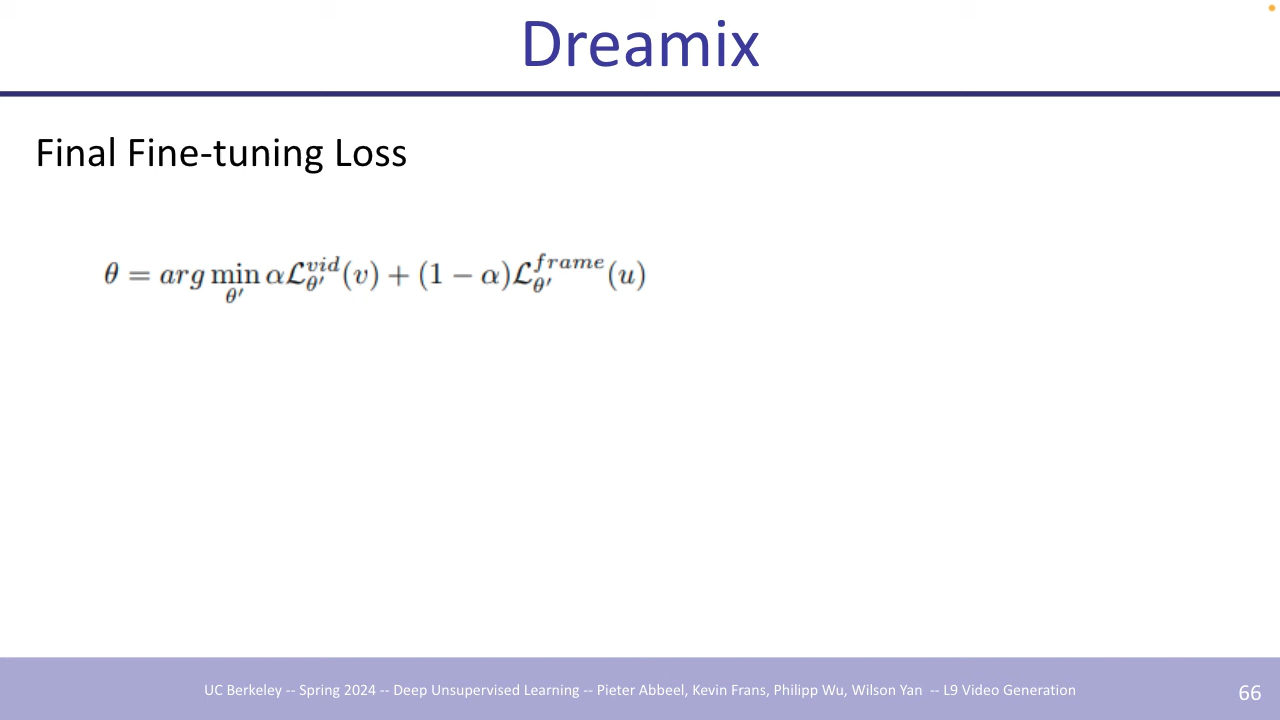 Dreamix
Final Fine-tuning Loss
θ = arg min_{θ′} αℒ^{vid}_{θ′}(v) + (1 − α)ℒ^{frame}_{θ′}(u)
UC Berkeley -- Spring 2024 -- Deep Unsupervised Learning -- Pieter Abbeel, Kevin Frans, Philipp Wu, Wilson Yan -- L9 Video Generation
66